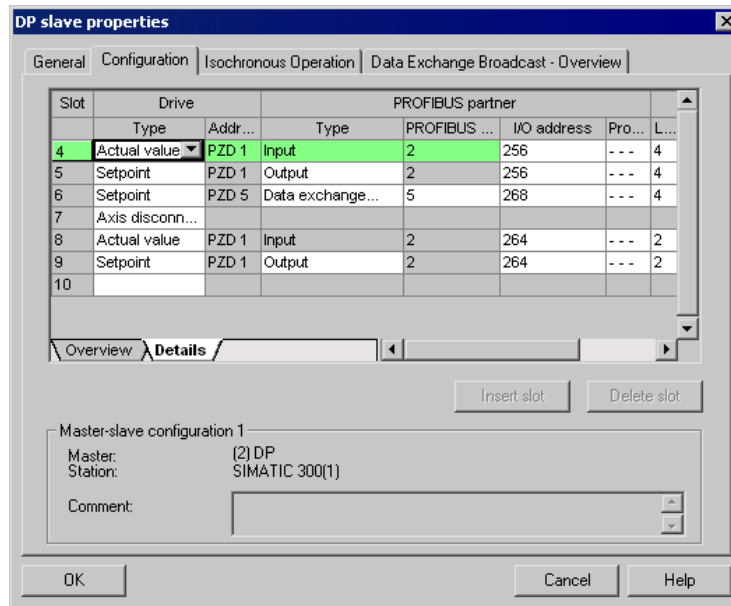 DP slave properties
General Configuration Isochronous Operation Data Exchange Broadcast - Overview
Slot Drive PROFIBUS partner
Type Addr... Type PROFIBUS ... I/O address Pro... L...
4 Actual value PZD 1 Input 2 256 - - - 4
5 Setpoint PZD 1 Output 2 256 - - - 4
6 Setpoint PZD 5 Data exchange... 5 268 - - - 4
7 Axis disconn...
8 Actual value PZD 1 Input 2 264 - - - 2
9 Setpoint PZD 1 Output 2 264 - - - 2
10
Overview Details
Insert slot Delete slot
Master-slave configuration 1
Master: (2) DP
Station: SIMATIC 300(1)
Comment:
OK Cancel Help